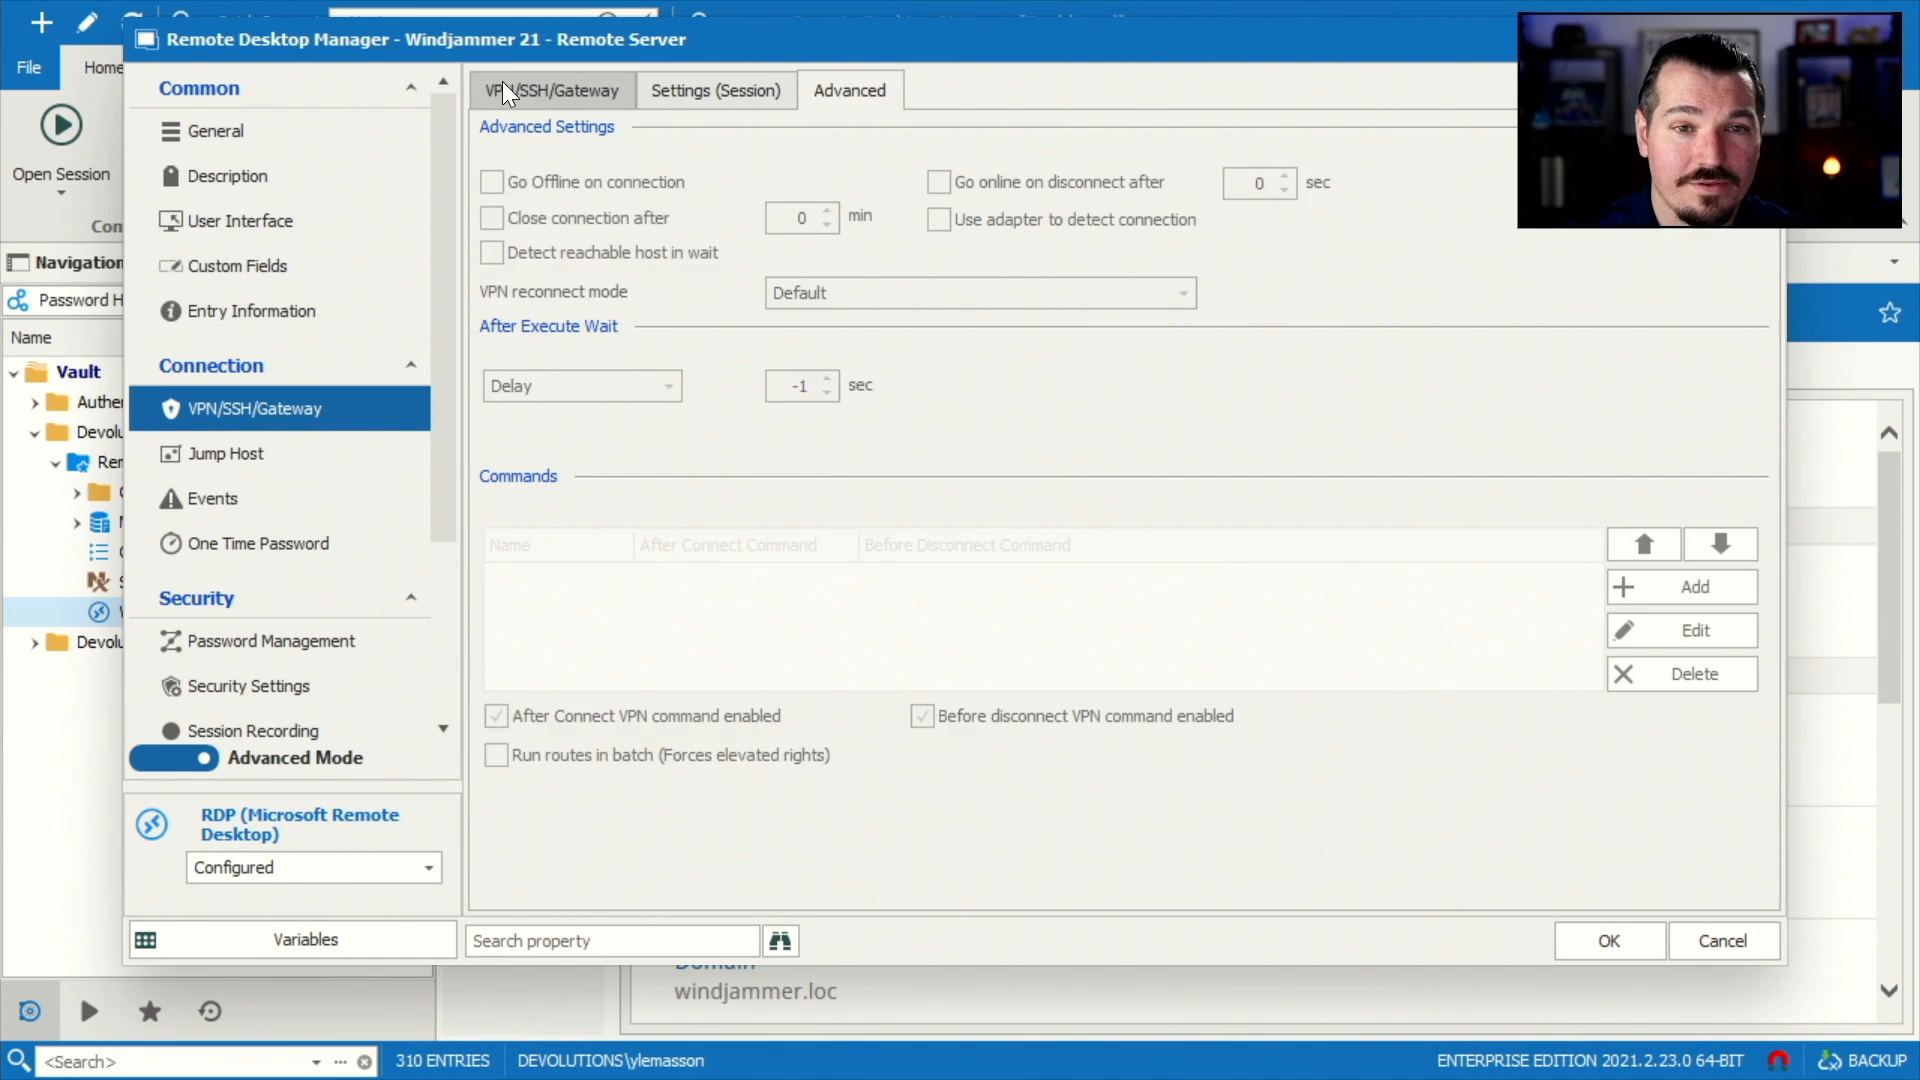 Remote Desktop Manager - Windjammer 21 - Remote Server
File
Home
Open Session
Con
Navigation
Password H
Name
Vault
Authe
Devolu
Rem
Devolu
Common
General
Description
User Interface
Custom Fields
Entry Information
Connection
VPN/SSH/Gateway
Jump Host
Events
One Time Password
Security
Password Management
Security Settings
Session Recording
Advanced Mode
RDP (Microsoft Remote
Desktop)
Configured
Variables
VPN/SSH/Gateway
Settings (Session)
Advanced
Advanced Settings
Go Offline on connection
Go online on disconnect after 0 sec
Close connection after 0 min
Use adapter to detect connection
Detect reachable host in wait
VPN reconnect mode Default
After Execute Wait
Delay -1 sec
Commands
Name After Connect Command Before Disconnect Command
Add
Edit
Delete
After Connect VPN command enabled
Before disconnect VPN command enabled
Run routes in batch (Forces elevated rights)
Search property
OK
Cancel
Domain
windjammer.loc
<Search>
310 ENTRIES
DEVOLUTIONS\ylemasson
ENTERPRISE EDITION 2021.2.23.0 64-BIT
BACKUP